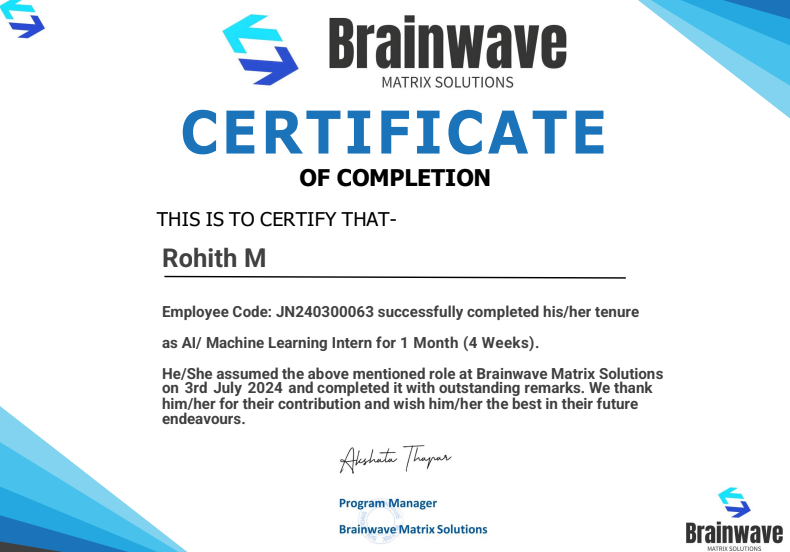 Brainwave
MATRIX SOLUTIONS
CERTIFICATE
OF COMPLETION
THIS IS TO CERTIFY THAT-
Rohith M
Employee Code: JN240300063 successfully completed his/her tenure
as AI/ Machine Learning Intern for 1 Month (4 Weeks).
He/She assumed the above mentioned role at Brainwave Matrix Solutions
on 3rd July 2024 and completed it with outstanding remarks. We thank
him/her for their contribution and wish him/her the best in their future
endeavours.
Akshata Thapar
Program Manager
Brainwave Matrix Solutions
Brainwave
MATRIX SOLUTIONS